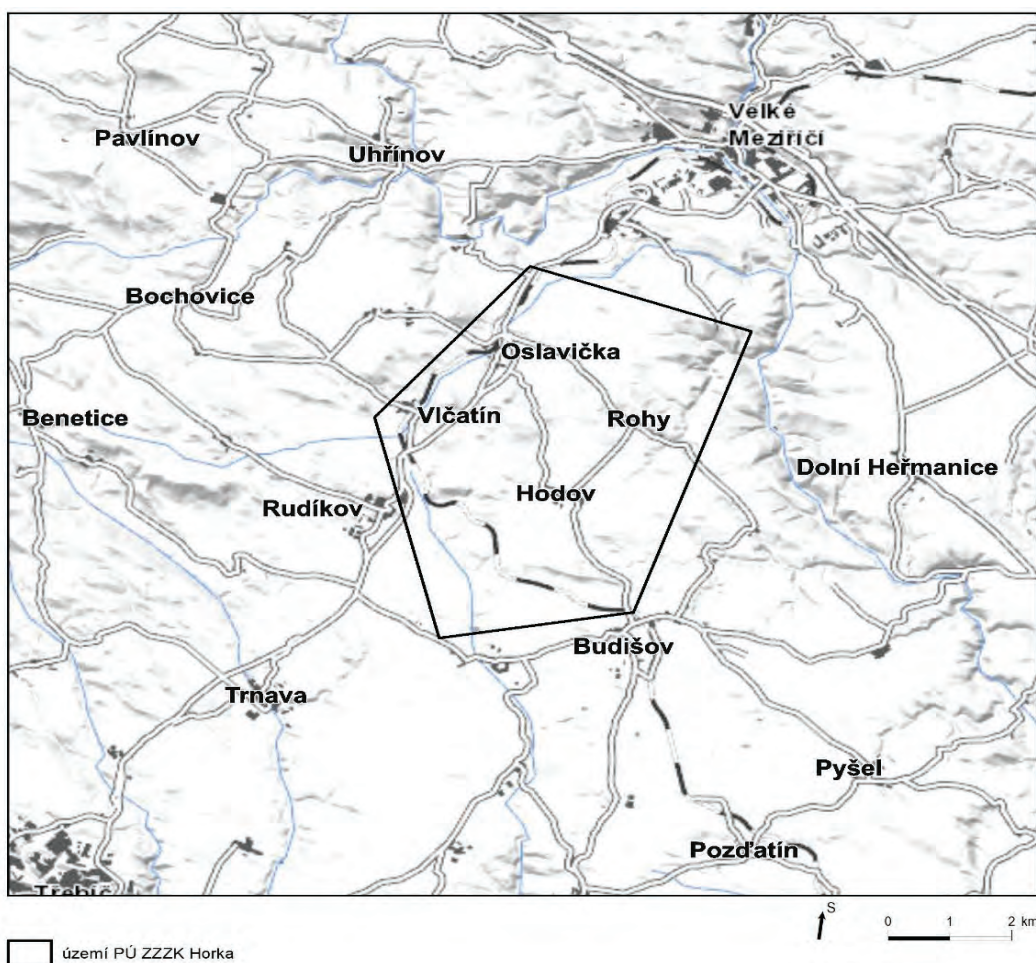 Velké
Meziříčí
Pavlínov
Uhřínov
Bochovice
Oslavička
Benetice
Vlčatín
Rohy
Dolní Heřmanice
Rudíkov
Hodov
Budišov
Trnava
Pyšel
Pozďatín
Třebíč
S
0 1 2 km
území PÚ ZZZK Horka